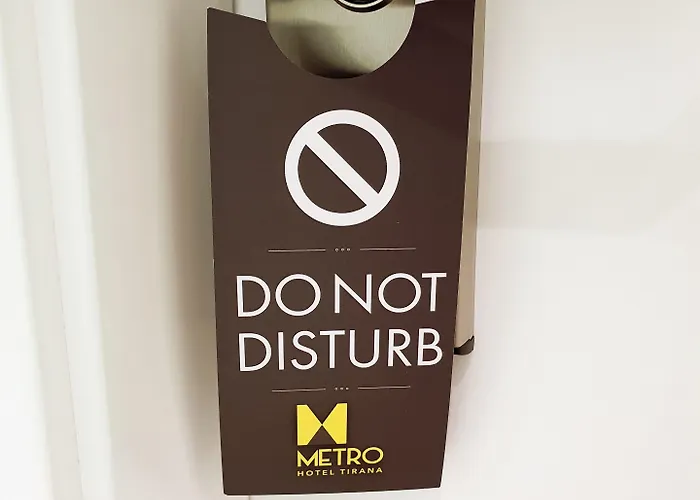 DO NOT
DISTURB
METRO
HOTEL TIRANA